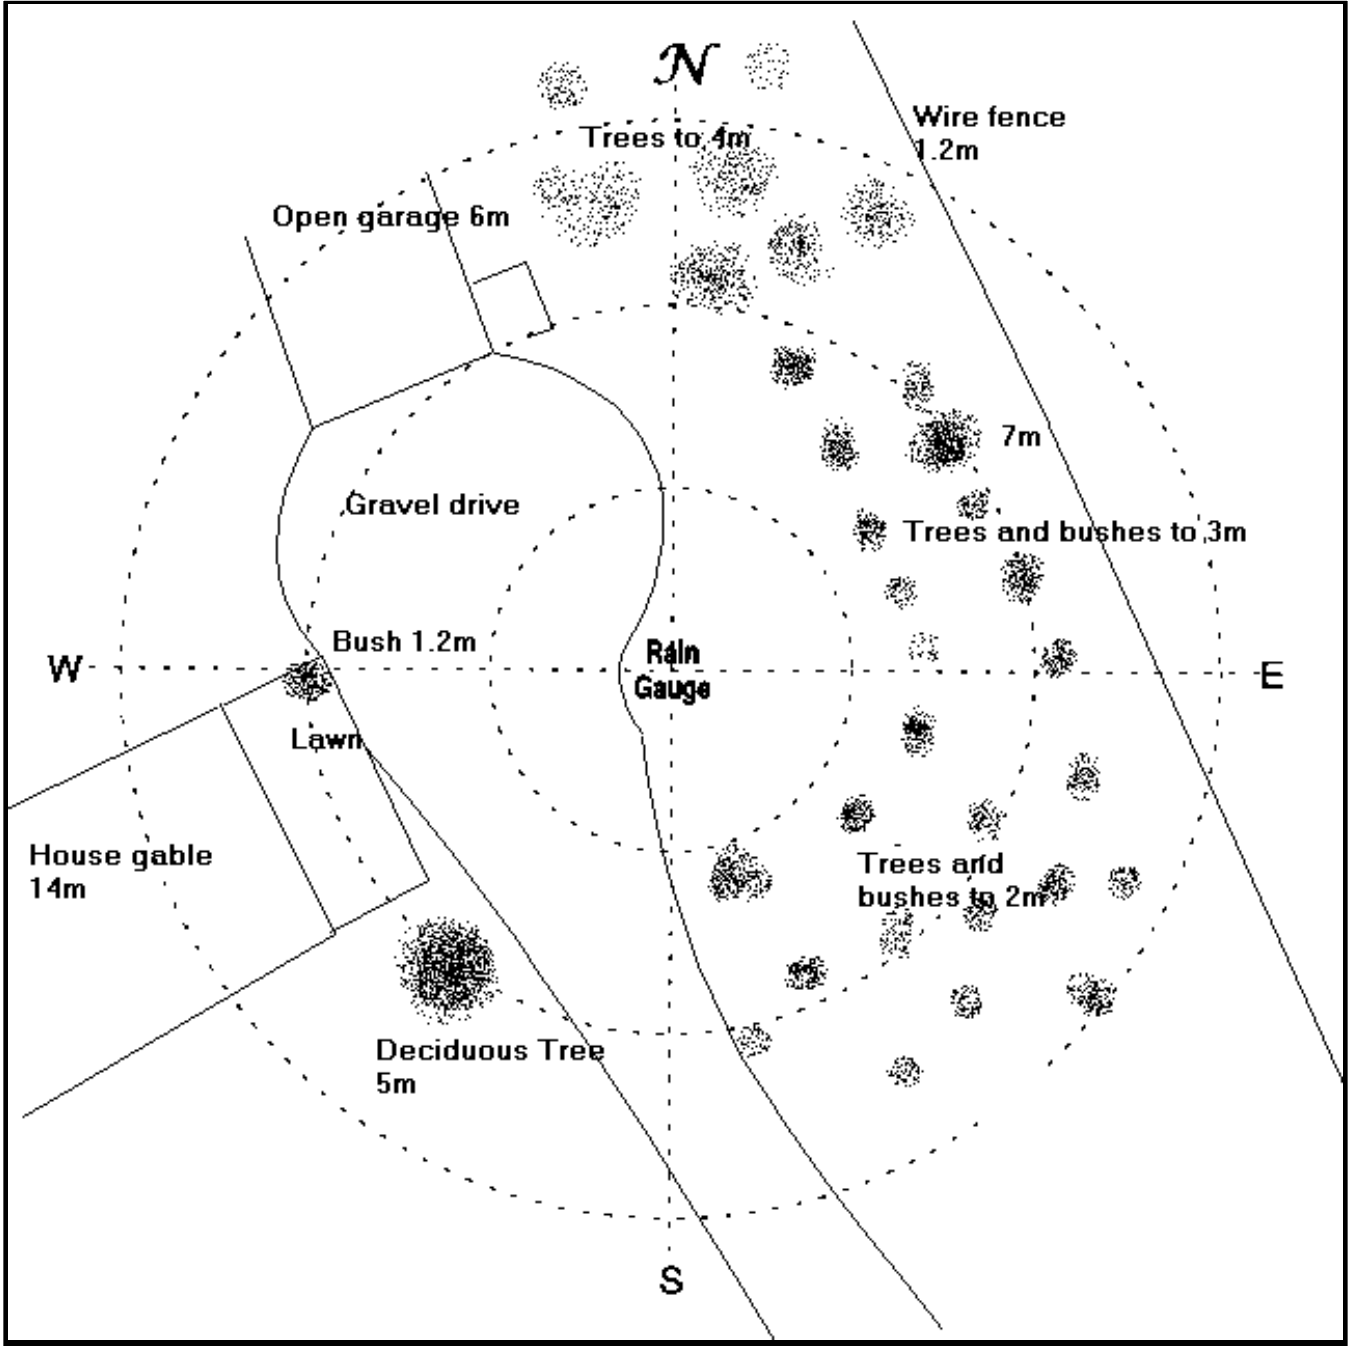 N
Wire fence
1.2m
Trees to 4m
Open garage 6m
7m
Gravel drive
Trees and bushes to 3m
Bush 1.2m
Rain
Gauge
W
E
Lawn
House gable
14m
Trees and
bushes to 2m
Deciduous Tree
5m
S